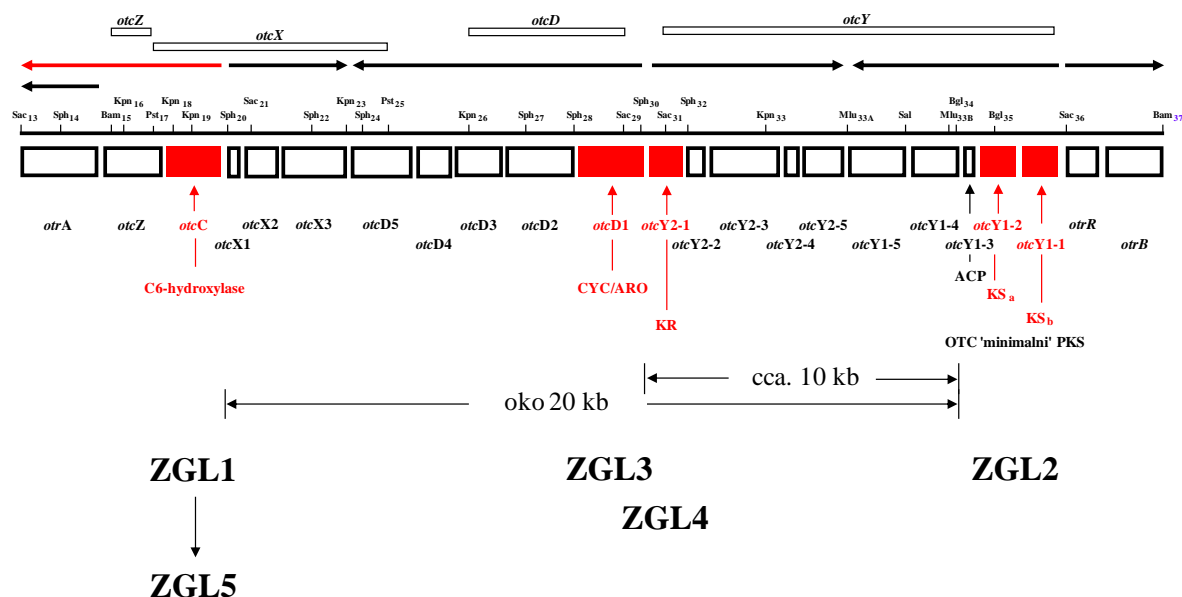 otcZ
otcD
otcY
otcX
Sph30
Bgl34
Kpn16 Kpn18 Sac21 Kpn23 Pst25 Sph32
Sac13 Sph14 Bam15 Pst17 Kpn19 Sph20 Sph22 Sph24 Kpn26 Sph27 Sph28 Sac29 Sac31 Kpn33 Mlu33A Sal Mlu33B Bgl35 Sac36 Bam37
otrA otcZ otcC otcX2 otcX3 otcD5 otcD3 otcD2 otcD1 otcY2-1 otcY2-3 otcY2-5 otcY1-4 otcY1-2 otrR
otcX1 otcD4 otcY2-2 otcY2-4 otcY1-5 otcY1-3 otcY1-1 otrB
ACP
C6-hydroxylase CYC/ARO KSa
KR KSb
OTC 'minimalni' PKS
cca. 10 kb
oko 20 kb
ZGL1 ZGL3 ZGL2
ZGL4
ZGL5